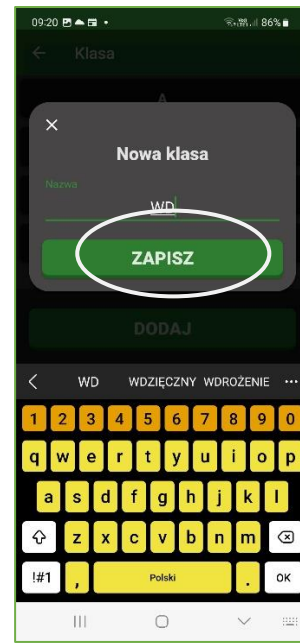 09:20 86%
Klasa
A
Nowa klasa
Nazwa
WD
ZAPISZ
DODAJ
WD WDZIĘCZNY WDROŻENIE
1 2 3 4 5 6 7 8 9 0
q w e r t y u i o p
a s d f g h j k l
z x c v b n m
!#1 , Polski . OK